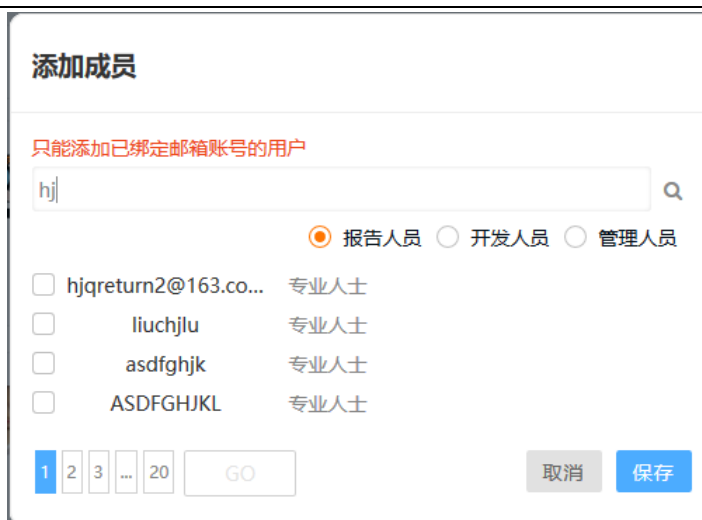 添加成员
只能添加已绑定邮箱账号的用户
hj
报告人员 开发人员 管理人员
hjqreturn2@163.co... 专业人士
liuchjlu 专业人士
asdfghjk 专业人士
ASDFGHJKL 专业人士
1 2 3 ... 20 GO 取消 保存